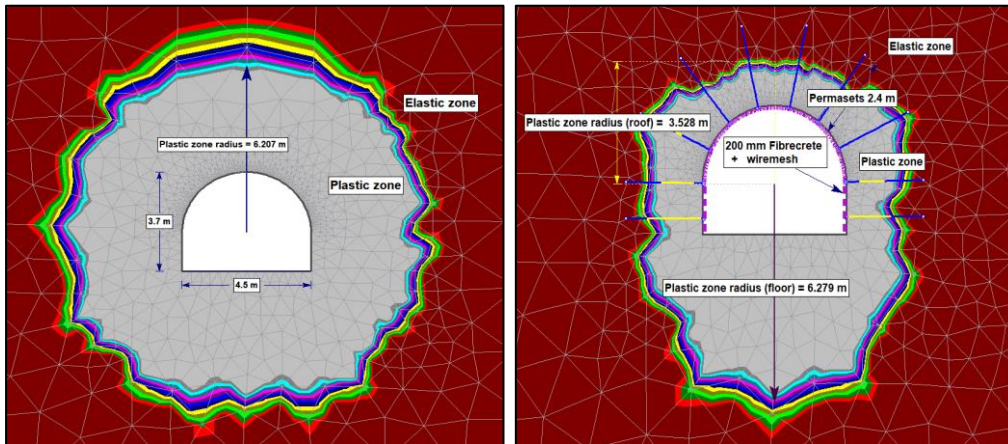 Elastic zone
Plastic zone radius = 6.207 m
Plastic zone
3.7 m
4.5 m
Elastic zone
Permasets 2.4 m
Plastic zone radius (roof) = 3.528 m
200 mm Fibrecrete
+ wiremesh
Plastic zone
Plastic zone radius (floor) = 6.279 m